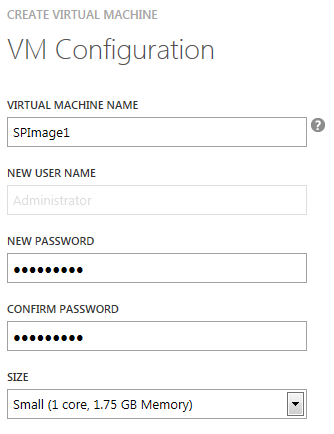 CREATE VIRTUAL MACHINE
VM Configuration
VIRTUAL MACHINE NAME
SPImage1
?
NEW USER NAME
Administrator
NEW PASSWORD
●●●●●●●●●
CONFIRM PASSWORD
●●●●●●●●●
SIZE
Small (1 core, 1.75 GB Memory)